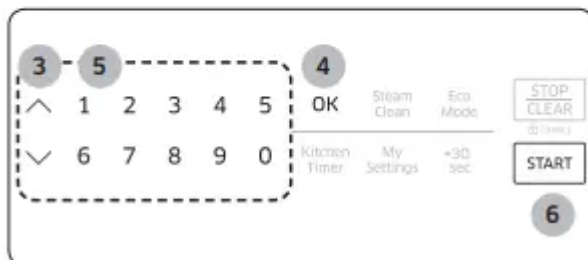 3 5 4
1 2 3 4 5 OK Steam Clean Eco Mode STOP CLEAR
6 7 8 9 0 Kitchen Timer My Settings +30 sec START
6